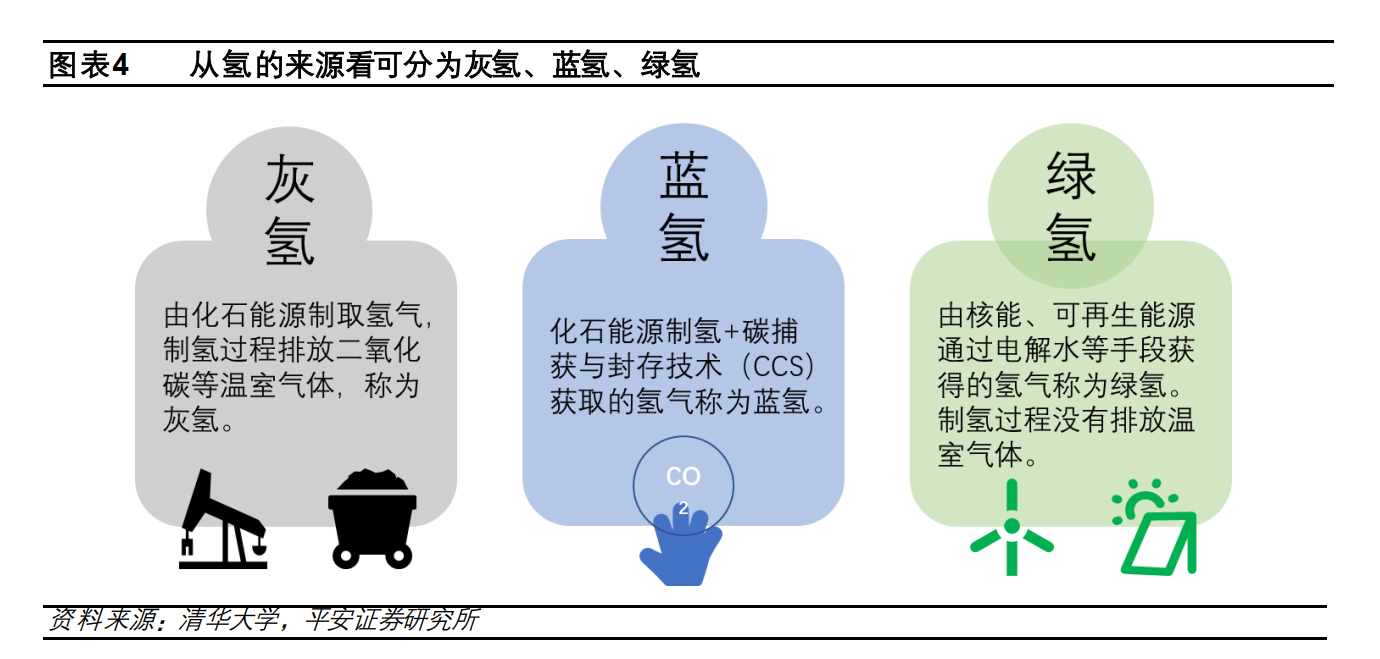 图表4 从氢的来源看可分为灰氢、蓝氢、绿氢
灰
氢
由化石能源制取氢气,
制氢过程排放二氧化
碳等温室气体,称为
灰氢。
蓝
氢
化石能源制氢+碳捕
获与封存技术（CCS)
获取的氢气称为蓝氢。
CO
2
绿
氢
由核能、可再生能源
通过电解水等手段获
得的氢气称为绿氢。
制氢过程没有排放温
室气体。
资料来源：清华大学，平安证券研究所